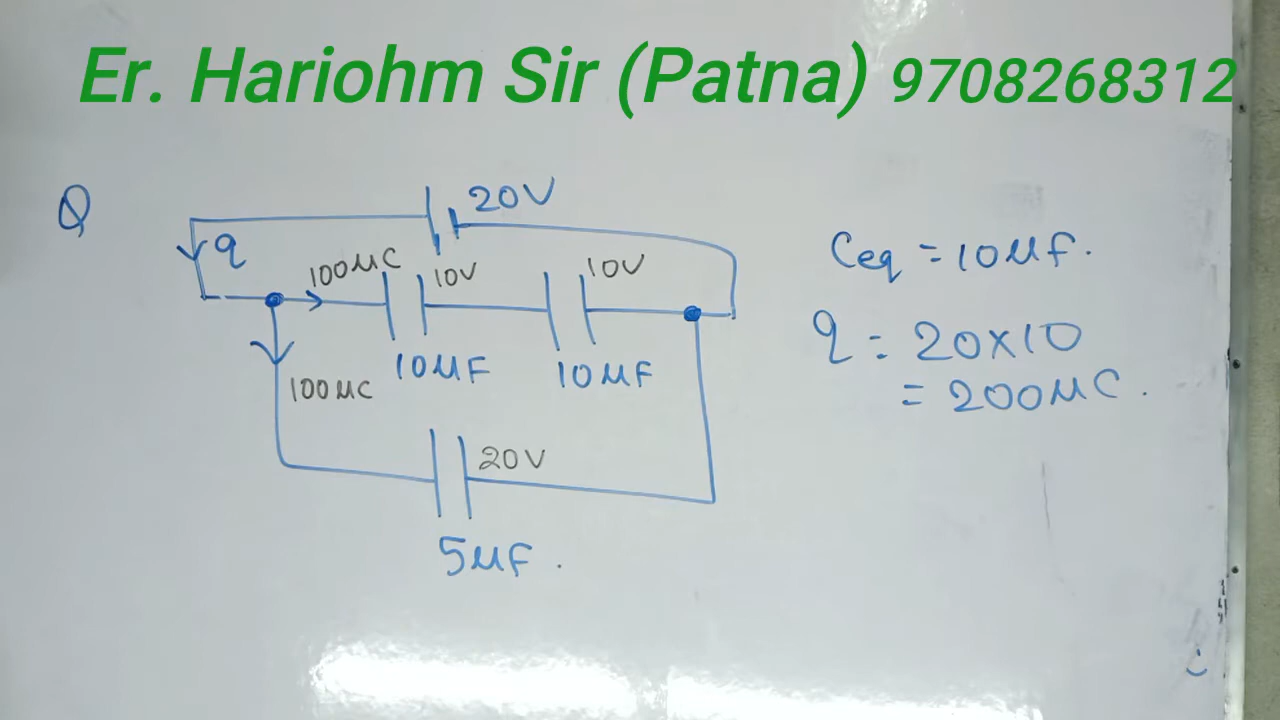 Er. Hariohm Sir (Patna) 9708268312
Q
20V
q
100μC
10V
10V
10μF
10μF
100μC
20V
5μF.
Ceq = 10μF.
q = 20×10
= 200μC.